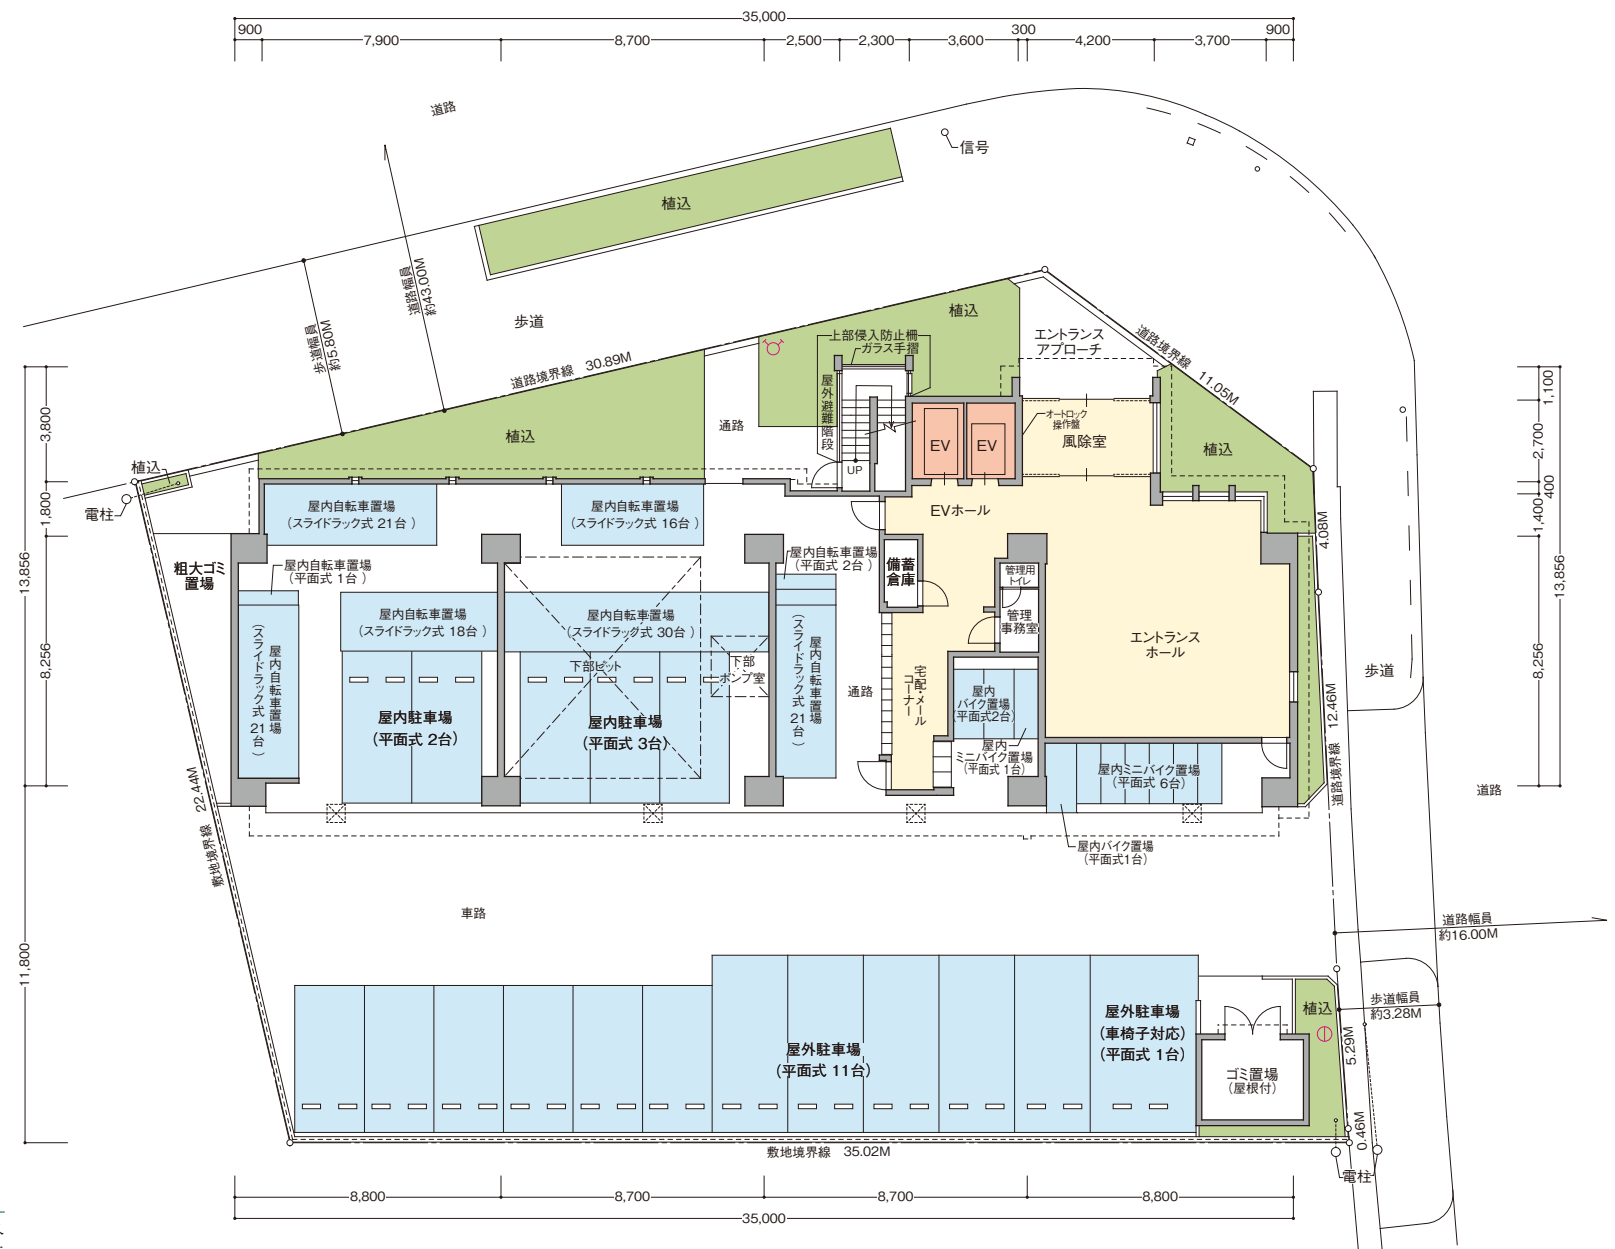 35,000
900
7,900
8,700
2,500
2,300
3,600
300
4,200
3,700
900
道路
信号
植込
道路幅員
約43.00M
歩道幅員
約5.80M
歩道
道路境界線 30.89M
植込
上部侵入防止柵
ガラス手摺
エントランス
アプローチ
道路境界線 11.05M
屋外避難階段
UP
EV
EV
オートロック
操作盤
風除室
植込
植込
通路
植込
電柱
3,800
1,800
13,856
8,256
11,800
1,100
2,700
400
1,400
13,856
8,256
屋内自転車置場
(スライドラック式 21台)
屋内自転車置場
(スライドラック式 16台)
EVホール
4.08M
粗大ゴミ
置場
屋内自転車置場
(平面式 1台)
屋内自転車置場
(平面式 2台)
備蓄
倉庫
管理用
トイレ
管理
事務室
屋内自転車置場
(スライドラック式 18台)
屋内自転車置場
(スライドラック式 30台)
屋内自転車置場
(スライドラック式 21台)
屋内自転車置場
(スライドラック式 21台)
下部ピット
下部
ポンプ室
エントランス
ホール
歩道
通路
宅配・メール
コーナー
屋内
バイク置場
(平面式2台)
屋内駐車場
(平面式 2台)
屋内駐車場
(平面式 3台)
屋内
ミニバイク置場
(平面式 1台)
屋内ミニバイク置場
(平面式 6台)
道路境界線 12.46M
道路
敷地境界線 22.44M
屋内バイク置場
(平面式1台)
車路
道路幅員
約16.00M
歩道幅員
約3.28M
植込
屋外駐車場
(車椅子対応)
(平面式 1台)
屋外駐車場
(平面式 11台)
ゴミ置場
(屋根付)
5.29M
0.46M
敷地境界線 35.02M
電柱
8,800
8,700
8,700
8,800
35,000